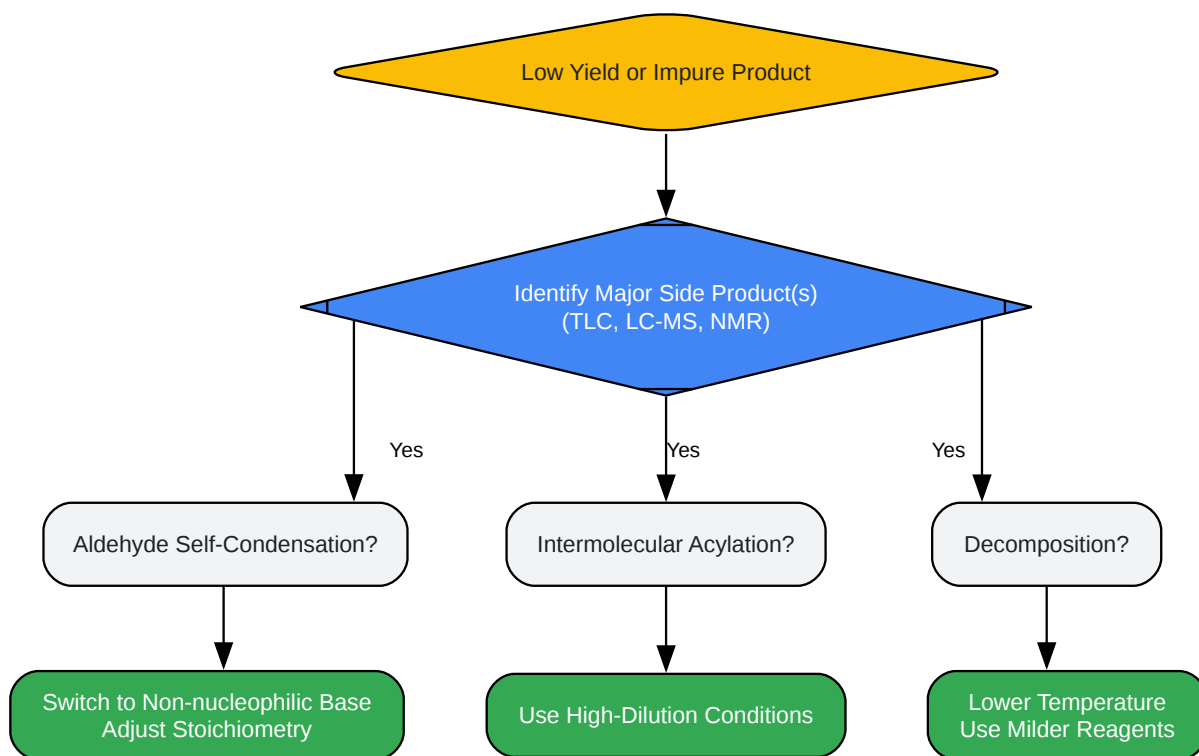 Low Yield or Impure Product
Identify Major Side Product(s)
(TLC, LC-MS, NMR)
Yes
Yes
Yes
Aldehyde Self-Condensation?
Intermolecular Acylation?
Decomposition?
Switch to Non-nucleophilic Base
Adjust Stoichiometry
Use High-Dilution Conditions
Lower Temperature
Use Milder Reagents